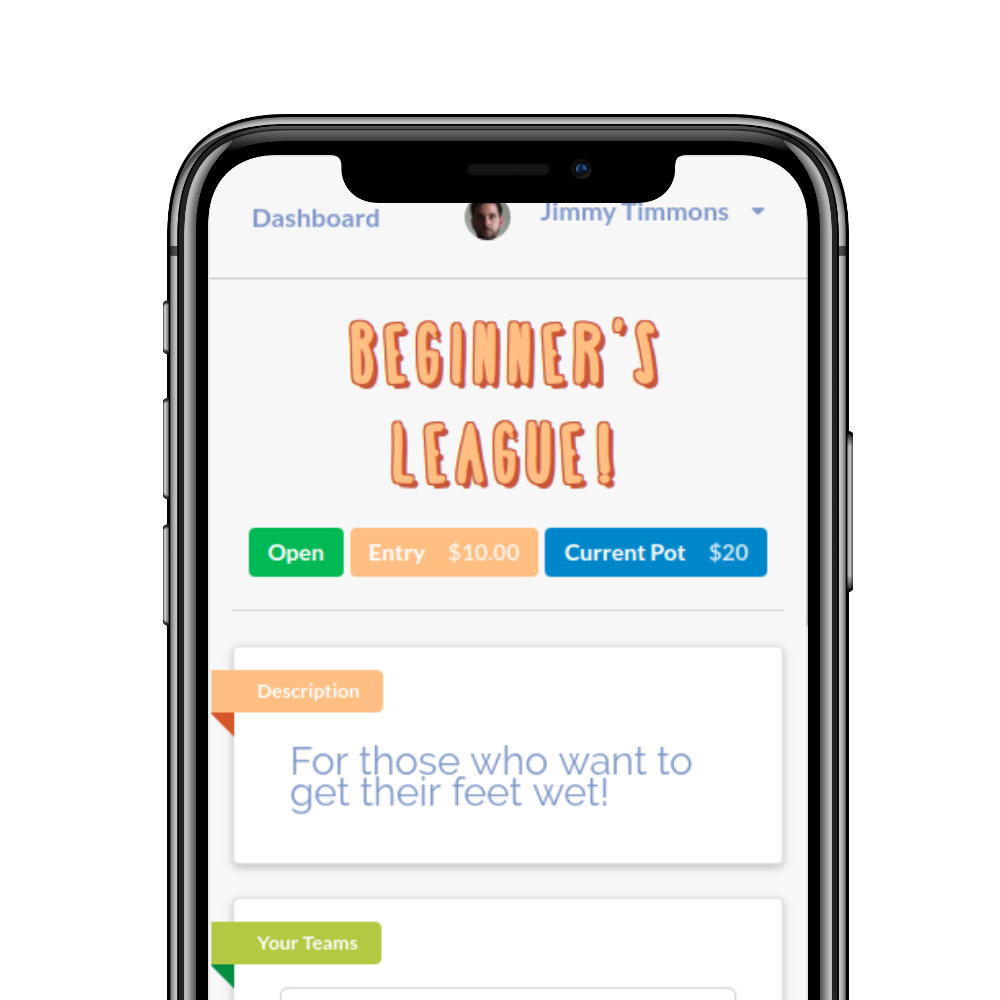 Dashboard
Jimmy Timmons
BEGINNER'S
LEAGUE!
Open
Entry $10.00
Current Pot $20
Description
For those who want to
get their feet wet!
Your Teams